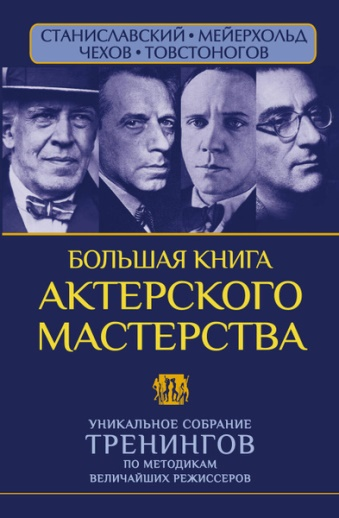 СТАНИСЛАВСКИЙ • МЕЙЕРХОЛЬД
ЧЕХОВ • ТОВСТОНОГОВ
БОЛЬШАЯ КНИГА
АКТЕРСКОГО
МАСТЕРСТВА
УНИКАЛЬНОЕ СОБРАНИЕ
ТРЕНИНГОВ
ПО МЕТОДИКАМ
ВЕЛИЧАЙШИХ РЕЖИССЕРОВ